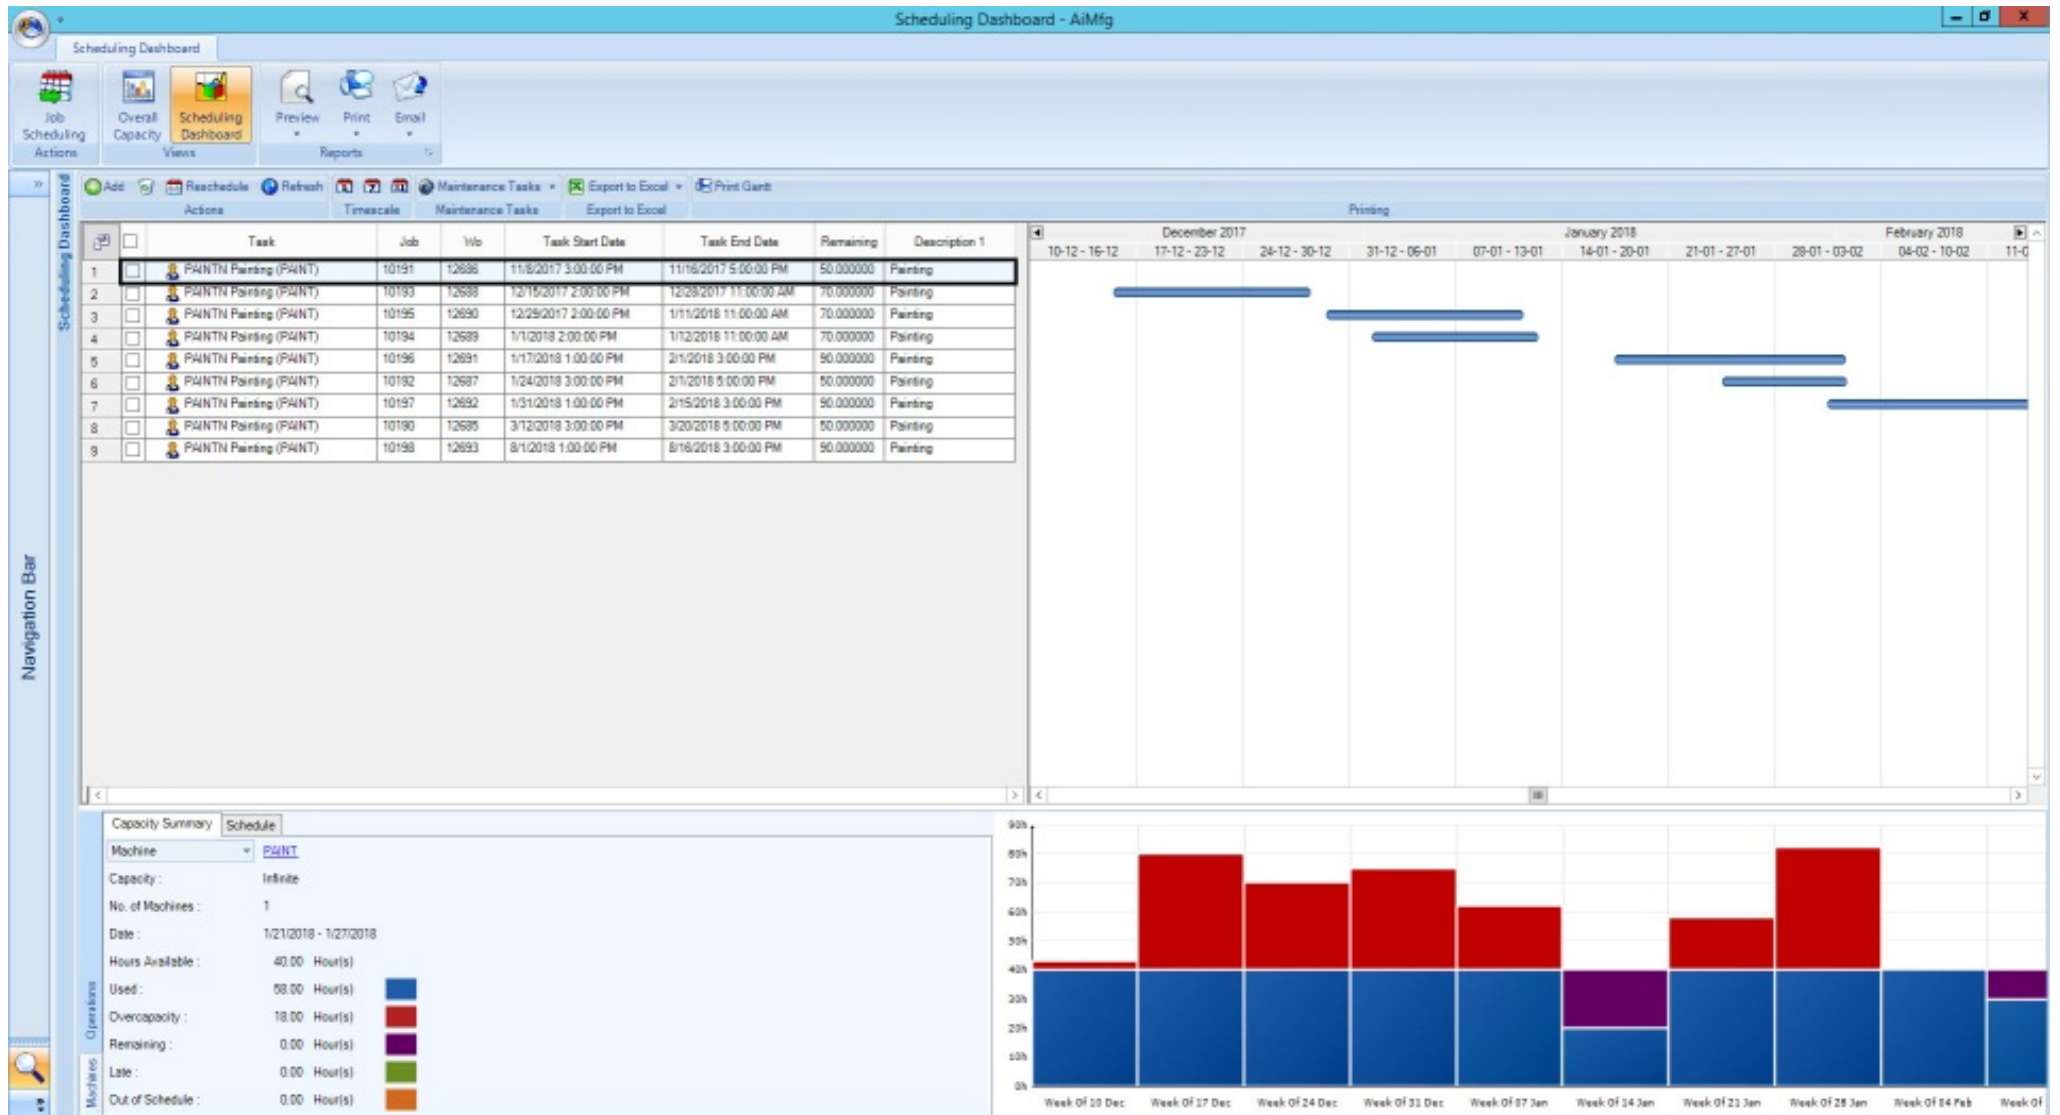 Scheduling Dashboard - AiMfg
Scheduling Dashboard
Job Scheduling
Overall Capacity
Scheduling Dashboard
Preview
Print
Email
Actions
Views
Reports
Add
Reschedule
Refresh
Maintenance Tasks
Export to Excel
Print Gantt
Actions
Timescale
Maintenance Tasks
Export to Excel
Printing
Navigation Bar
Scheduling Dashboard
Task Job Wo Task Start Date Task End Date Remaining Description 1
1 PAINTN Painting (PAINT) 10191 12686 11/8/2017 3:00:00 PM 11/16/2017 5:00:00 PM 50.000000 Painting
2 PAINTN Painting (PAINT) 10193 12688 12/15/2017 2:00:00 PM 12/28/2017 11:00:00 AM 70.000000 Painting
3 PAINTN Painting (PAINT) 10195 12690 12/29/2017 2:00:00 PM 1/11/2018 11:00:00 AM 70.000000 Painting
4 PAINTN Painting (PAINT) 10194 12689 1/1/2018 2:00:00 PM 1/12/2018 11:00:00 AM 70.000000 Painting
5 PAINTN Painting (PAINT) 10196 12691 1/17/2018 1:00:00 PM 2/1/2018 3:00:00 PM 90.000000 Painting
6 PAINTN Painting (PAINT) 10192 12687 1/24/2018 3:00:00 PM 2/1/2018 5:00:00 PM 50.000000 Painting
7 PAINTN Painting (PAINT) 10197 12692 1/31/2018 1:00:00 PM 2/15/2018 3:00:00 PM 90.000000 Painting
8 PAINTN Painting (PAINT) 10190 12685 3/12/2018 3:00:00 PM 3/20/2018 5:00:00 PM 50.000000 Painting
9 PAINTN Painting (PAINT) 10198 12693 8/1/2018 1:00:00 PM 8/16/2018 3:00:00 PM 90.000000 Painting
December 2017 January 2018 February 2018
10-12 - 16-12 17-12 - 23-12 24-12 - 30-12 31-12 - 06-01 07-01 - 13-01 14-01 - 20-01 21-01 - 27-01 28-01 - 03-02 04-02 - 10-02
Capacity Summary Schedule
Machine PAINT
Capacity : Infinite
No. of Machines : 1
Date : 1/21/2018 - 1/27/2018
Hours Available : 40.00 Hour(s)
Used : 58.00 Hour(s)
Overcapacity : 18.00 Hour(s)
Remaining : 0.00 Hour(s)
Late : 0.00 Hour(s)
Out of Schedule : 0.00 Hour(s)
Operations
Machines
90h
80h
70h
60h
50h
40h
30h
20h
10h
0h
Week Of 10 Dec Week Of 17 Dec Week Of 24 Dec Week Of 31 Dec Week Of 07 Jan Week Of 14 Jan Week Of 21 Jan Week Of 28 Jan Week Of 04 Feb Week Of